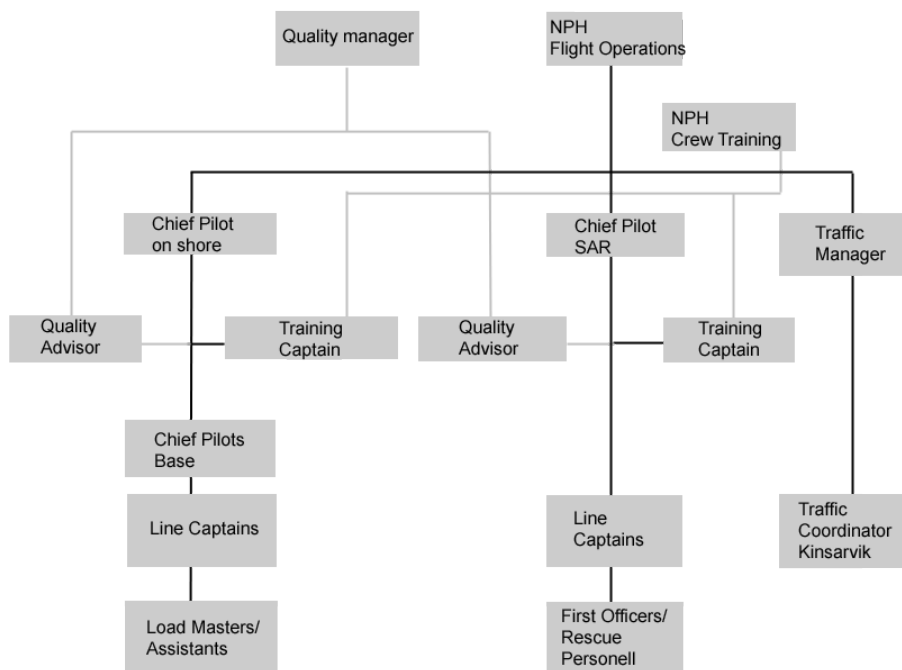 Quality manager
NPH
Flight Operations
NPH
Crew Training
Chief Pilot
on shore
Chief Pilot
SAR
Traffic
Manager
Quality
Advisor
Training
Captain
Quality
Advisor
Training
Captain
Chief Pilots
Base
Line Captains
Line
Captains
Traffic
Coordinator
Kinsarvik
Load Masters/
Assistants
First Officers/
Rescue
Personell